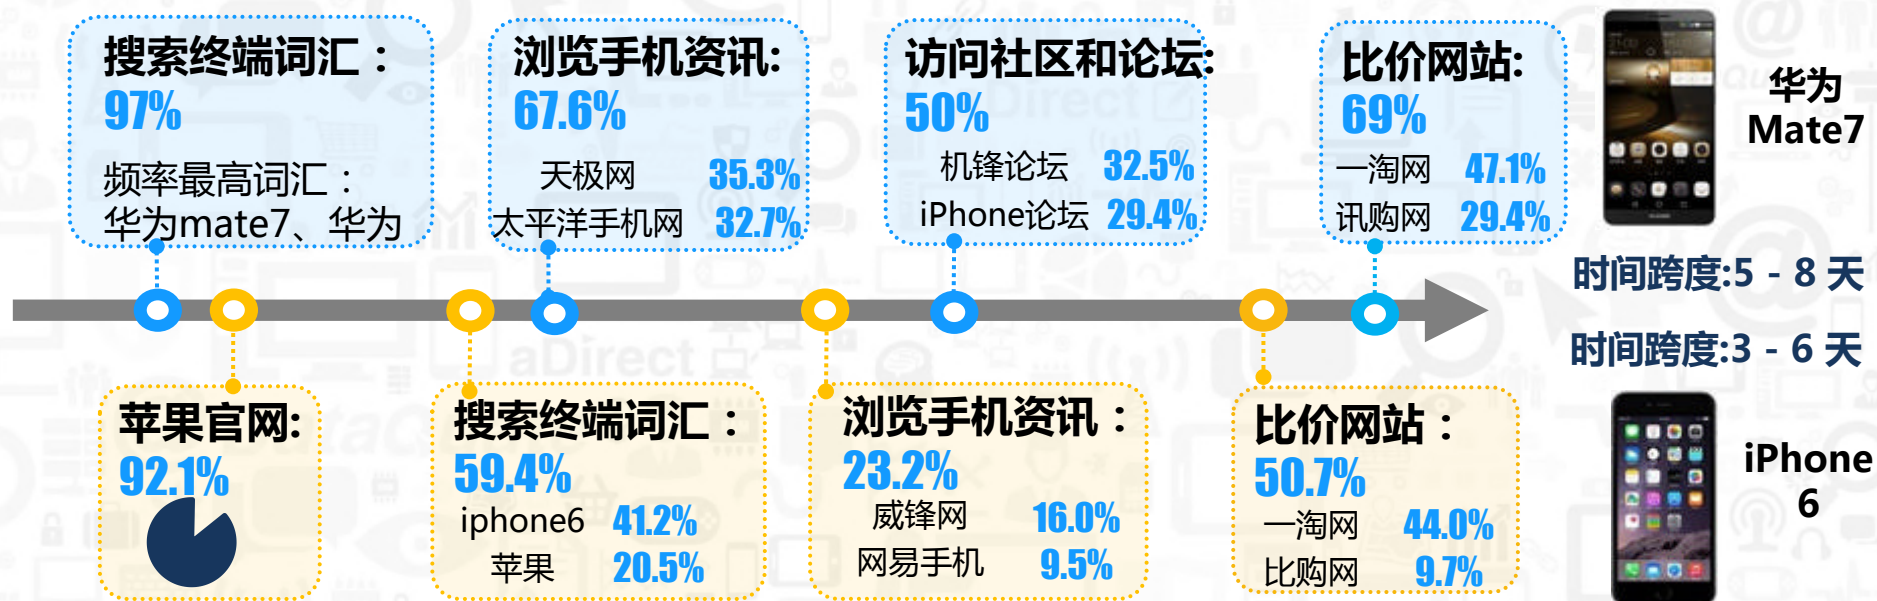 搜索终端词汇：
97%
频率最高词汇：
华为mate7、华为
浏览手机资讯:
67.6%
天极网 35.3%
太平洋手机网 32.7%
访问社区和论坛:
50%
机锋论坛 32.5%
iPhone论坛 29.4%
比价网站:
69%
一淘网 47.1%
讯购网 29.4%
华为
Mate7
时间跨度:5 - 8 天
时间跨度:3 - 6 天
苹果官网:
92.1%
搜索终端词汇：
59.4%
iphone6 41.2%
苹果 20.5%
浏览手机资讯：
23.2%
威锋网 16.0%
网易手机 9.5%
比价网站：
50.7%
一淘网 44.0%
比购网 9.7%
iPhone
6
aDirect